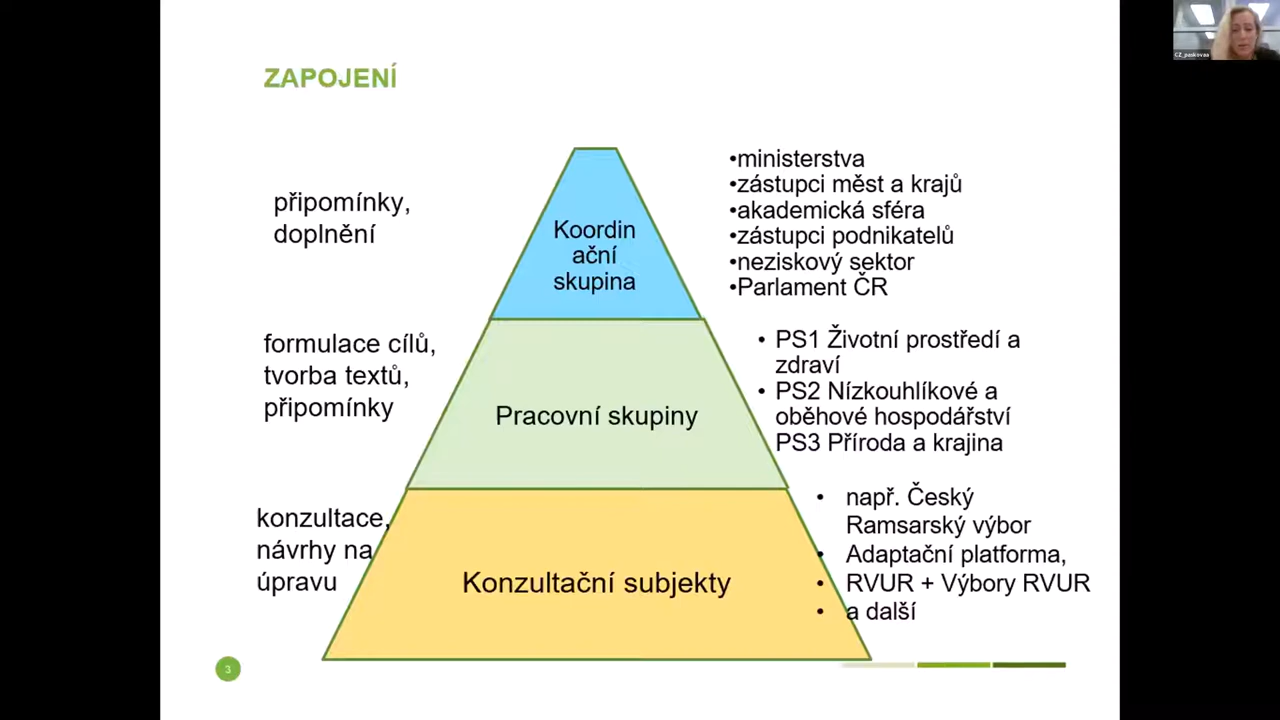 CZ_paskovaa
ZAPOJENÍ
připomínky,
doplnění
Koordin
ační
skupina
•ministerstva
•zástupci měst a krajů
•akademická sféra
•zástupci podnikatelů
•neziskový sektor
•Parlament ČR
formulace cílů,
tvorba textů,
připomínky
Pracovní skupiny
• PS1 Životní prostředí a
zdraví
• PS2 Nízkouhlíkové a
oběhové hospodářství
PS3 Příroda a krajina
konzultace,
návrhy na
úpravu
Konzultační subjekty
• např. Český
Ramsarský výbor
• Adaptační platforma,
• RVUR + Výbory RVUR
• a další
3